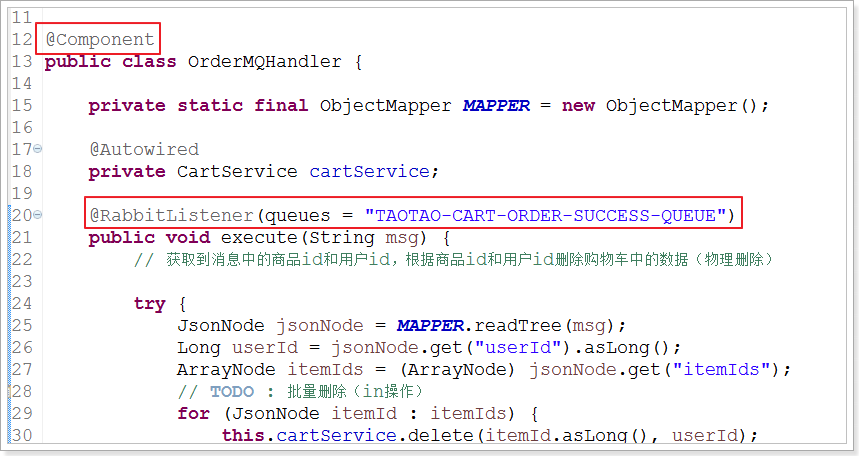 11
12 @Component
13 public class OrderMQHandler {
14
15 private static final ObjectMapper MAPPER = new ObjectMapper();
16
17 @Autowired
18 private CartService cartService;
19
20 @RabbitListener(queues = "TAOTAO-CART-ORDER-SUCCESS-QUEUE")
21 public void execute(String msg) {
22 // 获取到消息中的商品id和用户id，根据商品id和用户id删除购物车中的数据（物理删除）
23
24 try {
25 JsonNode jsonNode = MAPPER.readTree(msg);
26 Long userId = jsonNode.get("userId").asLong();
27 ArrayNode itemIds = (ArrayNode) jsonNode.get("itemIds");
28 // TODO : 批量删除（in操作）
29 for (JsonNode itemId : itemIds) {
30 this.cartService.delete(itemId.asLong(), userId);